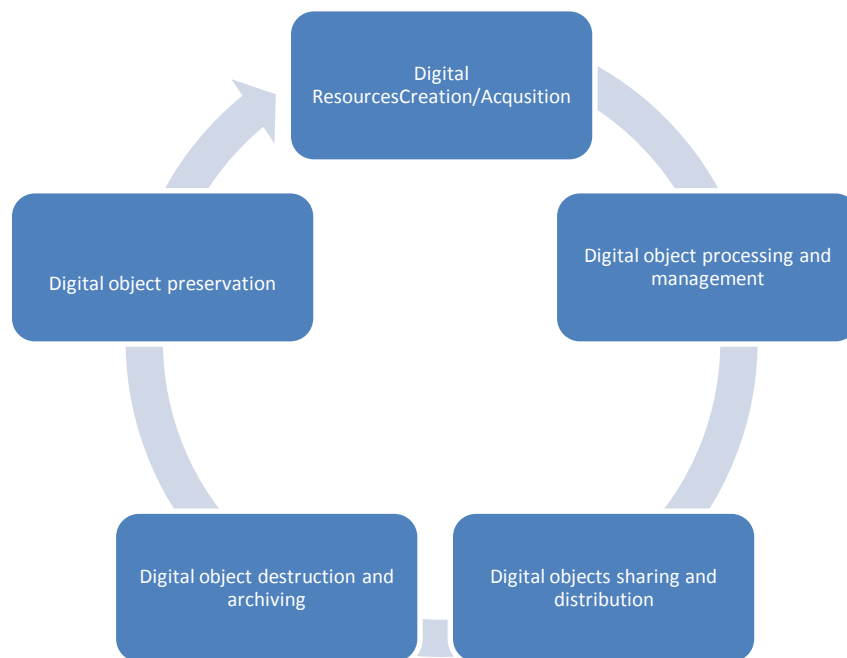 Digital
ResourcesCreation/Acqusition
Digital object processing and
management
Digital objects sharing and
distribution
Digital object destruction and
archiving
Digital object preservation